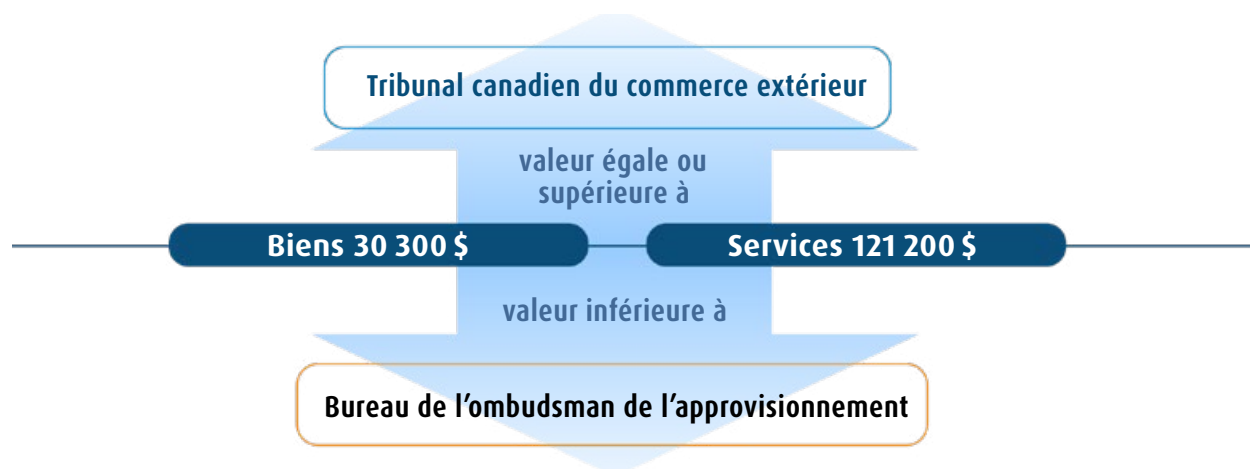 Tribunal canadien du commerce extérieur
valeur égale ou
supérieure à
Biens 30 300 $
Services 121 200 $
valeur inférieure à
Bureau de l’ombudsman de l’approvisionnement